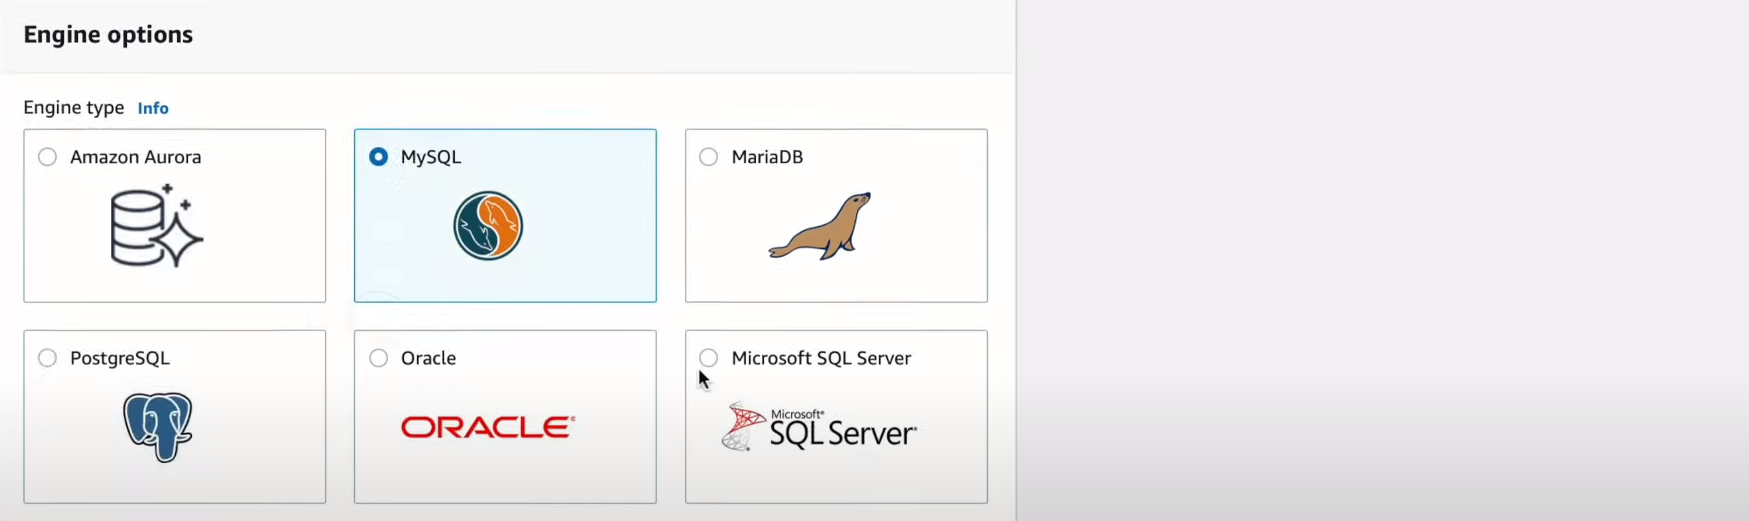 Engine options
Engine type Info
Amazon Aurora
MySQL
MariaDB
PostgreSQL
Oracle
Microsoft SQL Server
ORACLE®
Microsoft®
SQL Server®